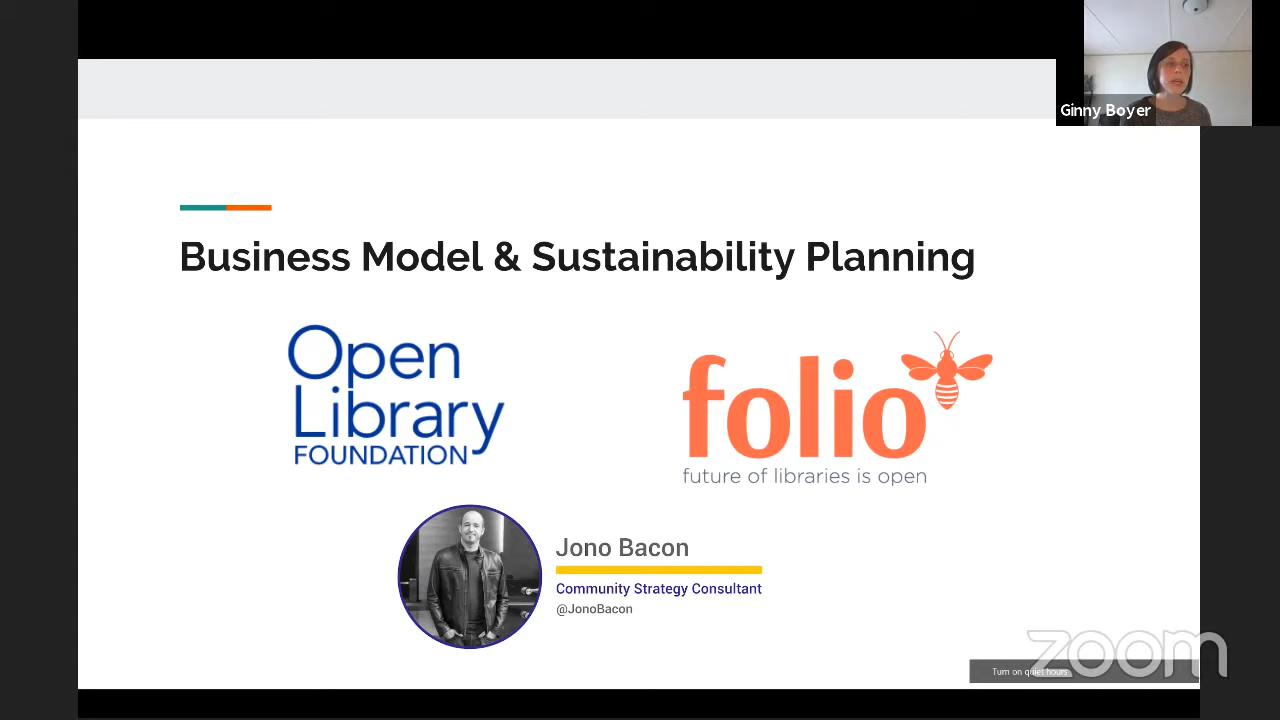 Ginny Boyer
Business Model & Sustainability Planning
Open
Library
FOUNDATION
folio
future of libraries is open
Jono Bacon
Community Strategy Consultant
@JonoBacon
zoom
Turn on quiet hours